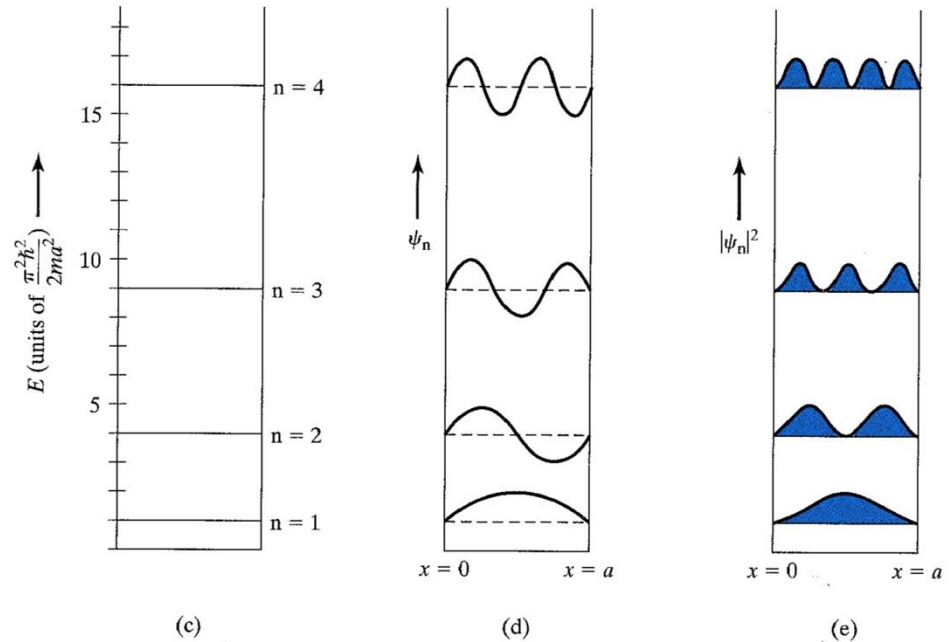 n = 4
15
E (units of π²ℏ²/2ma²)
ψn
|ψn|²
10
n = 3
5
n = 2
n = 1
x = 0
x = a
x = 0
x = a
(c)
(d)
(e)